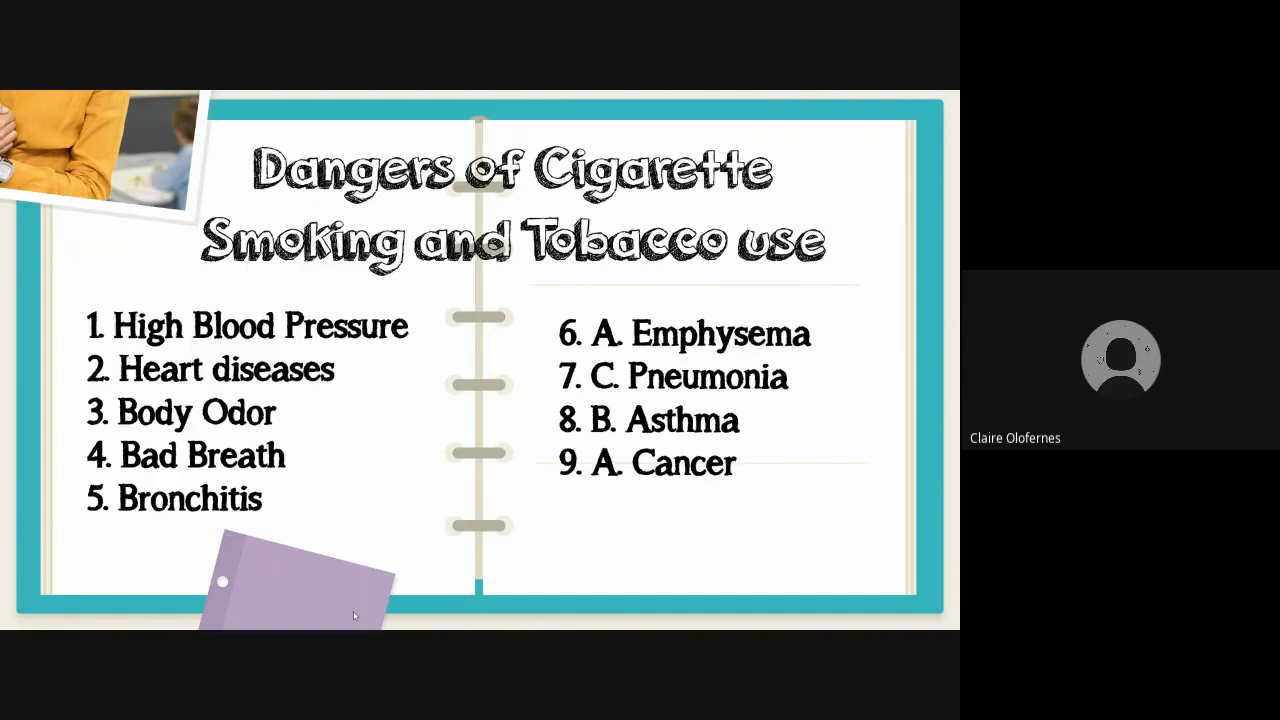 Dangers of Cigarette
Smoking and Tobacco use
1. High Blood Pressure
2. Heart diseases
3. Body Odor
4. Bad Breath
5. Bronchitis
6. A. Emphysema
7. C. Pneumonia
8. B. Asthma
9. A. Cancer
Claire Olofernes